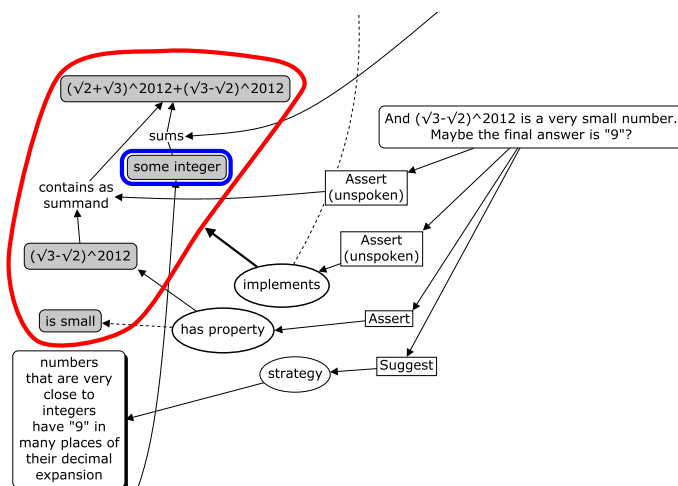 (√2+√3)^2012+(√3-√2)^2012
And (√3-√2)^2012 is a very small number.
Maybe the final answer is "9"?
sums
some integer
Assert
(unspoken)
contains as
summand
Assert
(unspoken)
(√3-√2)^2012
implements
is small
has property
Assert
numbers
that are very
close to
integers
have "9" in
many places of
their decimal
expansion
strategy
Suggest